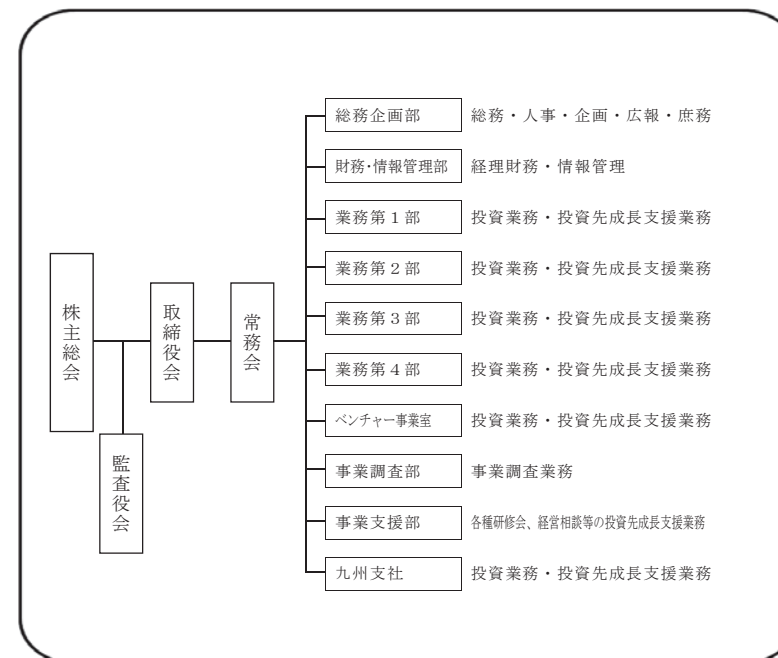 株主総会
監査役会
取締役会
常務会
総務企画部 総務・人事・企画・広報・庶務
財務・情報管理部 経理財務・情報管理
業務第1部 投資業務・投資先成長支援業務
業務第2部 投資業務・投資先成長支援業務
業務第3部 投資業務・投資先成長支援業務
業務第4部 投資業務・投資先成長支援業務
ベンチャー事業室 投資業務・投資先成長支援業務
事業調査部 事業調査業務
事業支援部 各種研修会、経営相談等の投資先成長支援業務
九州支社 投資業務・投資先成長支援業務